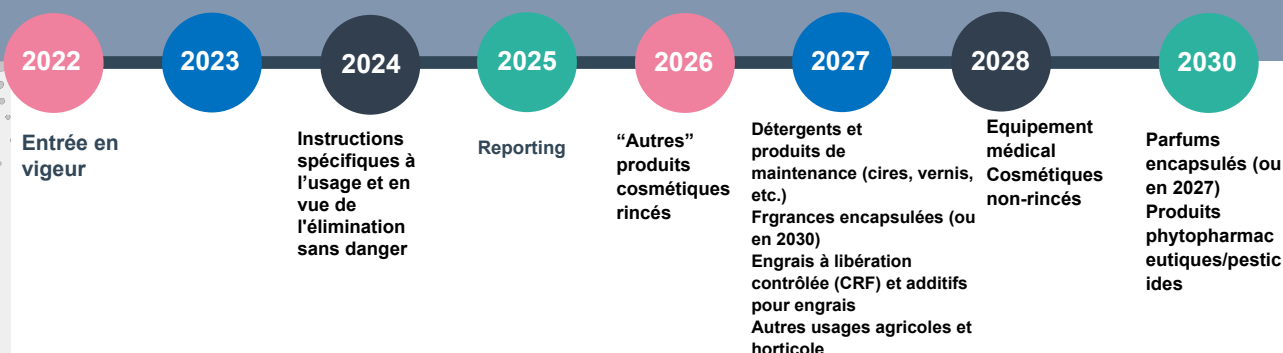 2022
2023
2024
2025
2026
2027
2028
2030
Entrée en
vigeur
Instructions
spécifiques à
l'usage et en
vue de
l'élimination
sans danger
Reporting
“Autres”
produits
cosmétiques
rincés
Détergents et
produits de
maintenance (cires, vernis,
etc.)
Frgrances encapsulées (ou
en 2030)
Engrais à libération
contrôlée (CRF) et additifs
pour engrais
Autres usages agricoles et
horticole
Equipement
médical
Cosmétiques
non-rincés
Parfums
encapsulés (ou
en 2027)
Produits
phytopharmac
eutiques/pestic
ides